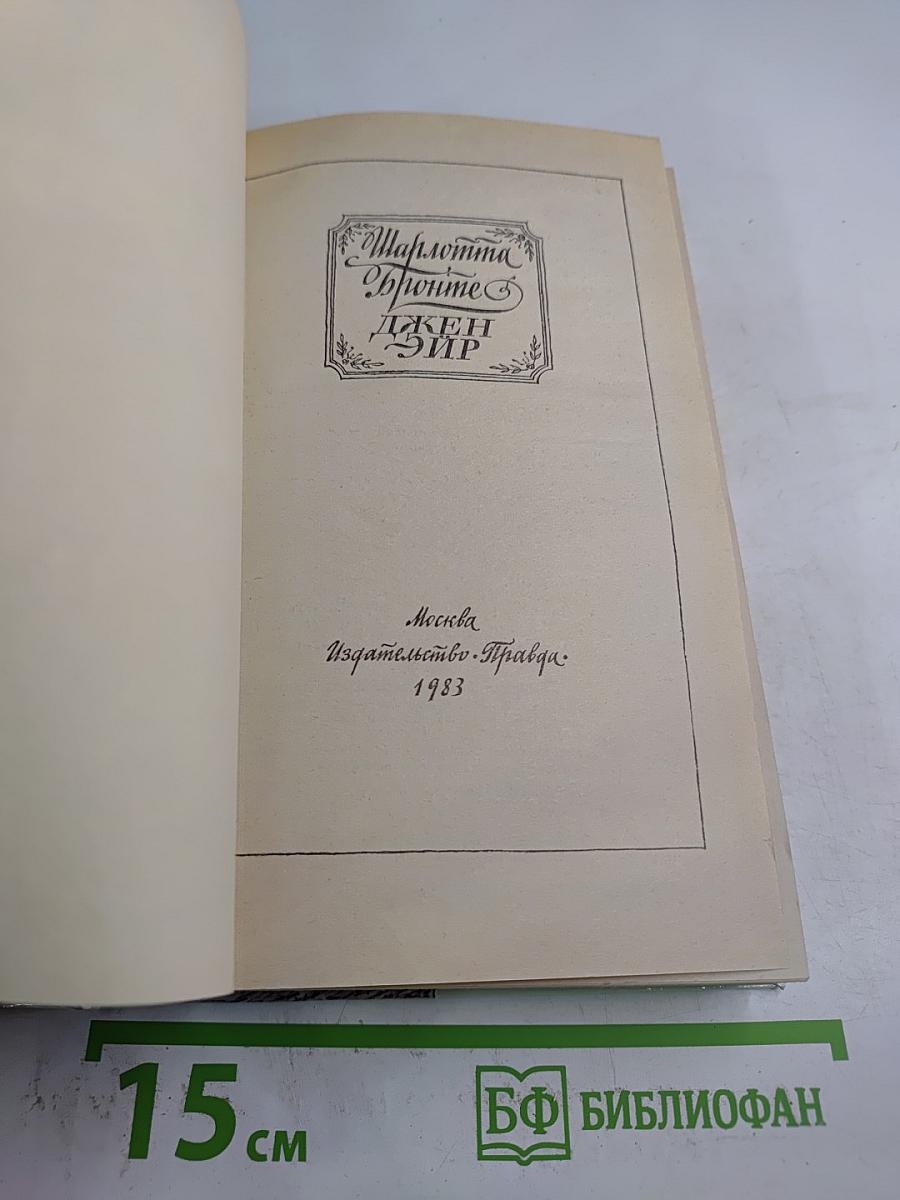 Шарлотта
Бронте
ДЖЕН
ЭЙР
Москва
Издательство·Правда·
1983
15 см
БФ БИБЛИОФАН